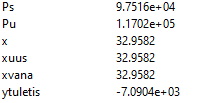 Ps 9.7516e+04
Pu 1.1702e+05
x 32.9582
xuus 32.9582
xvana 32.9582
ytuletis -7.0904e+03